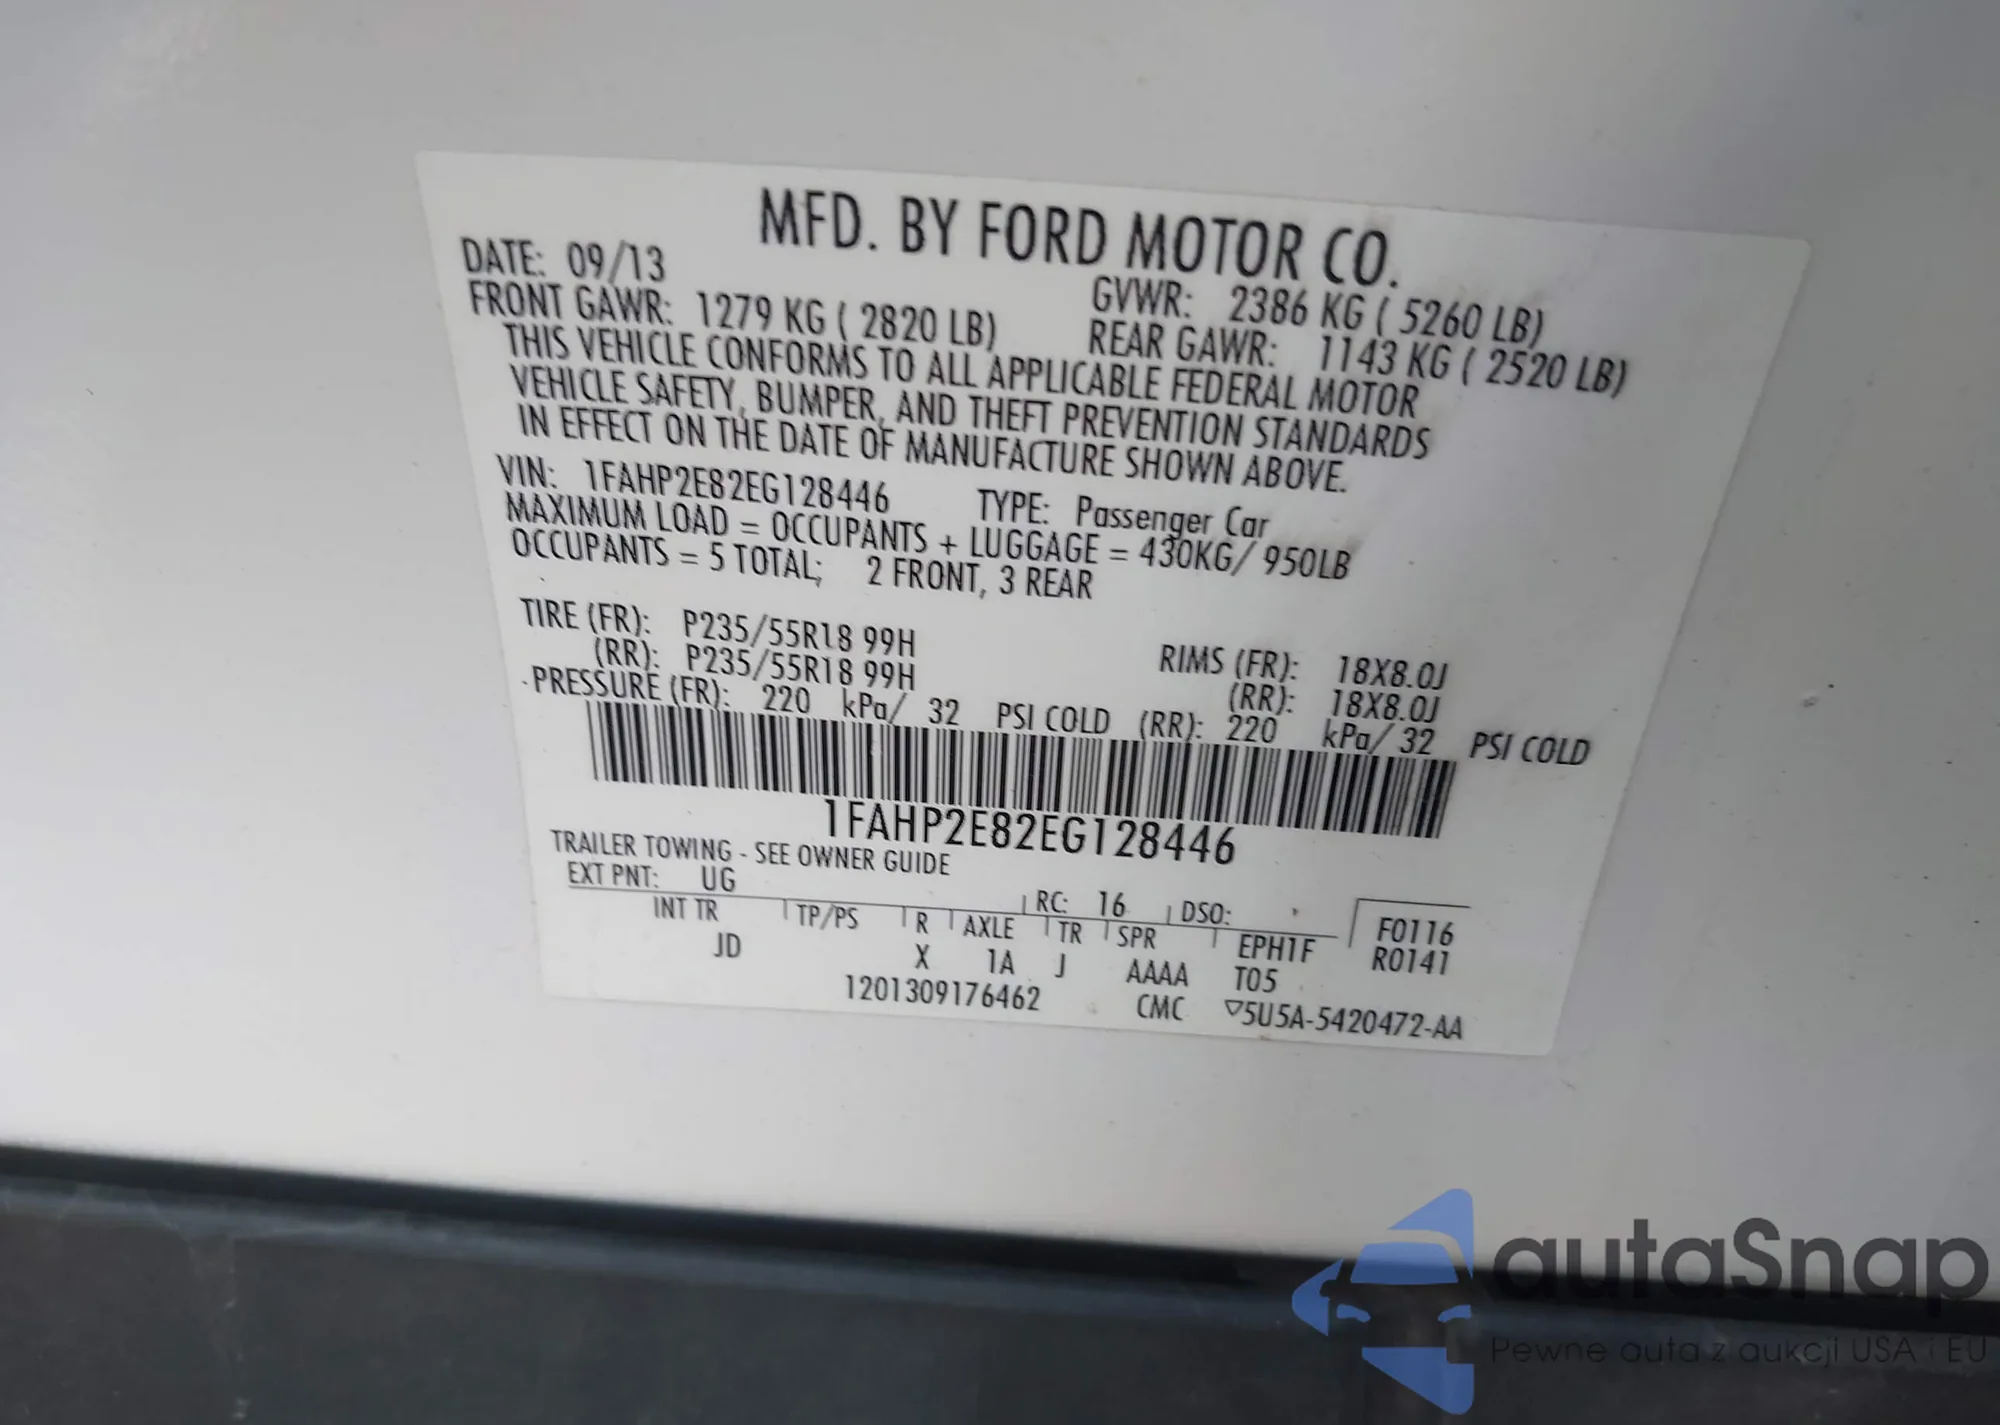 MFD. BY FORD MOTOR CO.
DATE: 09/13 GVWR: 2386 KG ( 5260 LB)
FRONT GAWR: 1279 KG ( 2820 LB) REAR GAWR: 1143 KG ( 2520 LB)
THIS VEHICLE CONFORMS TO ALL APPLICABLE FEDERAL MOTOR
VEHICLE SAFETY, BUMPER, AND THEFT PREVENTION STANDARDS
IN EFFECT ON THE DATE OF MANUFACTURE SHOWN ABOVE.
VIN: 1FAHP2E82EG128446 TYPE: Passenger Car
MAXIMUM LOAD = OCCUPANTS + LUGGAGE = 430KG/ 950LB
OCCUPANTS = 5 TOTAL; 2 FRONT, 3 REAR
TIRE (FR): P235/55R18 99H RIMS (FR): 18X8.0J
(RR): P235/55R18 99H (RR): 18X8.0J
PRESSURE (FR): 220 kPa/ 32 PSI COLD (RR): 220 kPa/ 32 PSI COLD
1FAHP2E82EG128446
TRAILER TOWING - SEE OWNER GUIDE
EXT PNT: UG RC: 16 DSO: F0116
INT TR TP/PS R AXLE TR SPR EPH1F R0141
JD X 1A J AAAA T05
1201309176462 CMC ▽5U5A-5420472-AA
autaSnap
Pewne auta z aukcji USA i EU